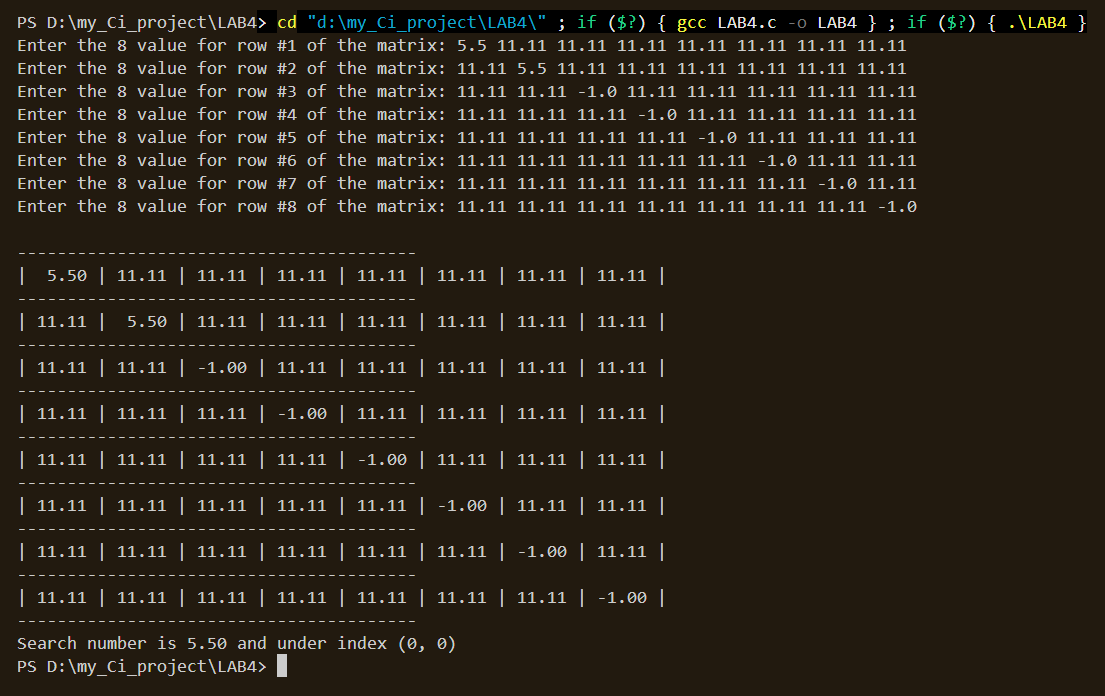 PS D:\my_Ci_project\LAB4> cd "d:\my_Ci_project\LAB4\" ; if ($?) { gcc LAB4.c -o LAB4 } ; if ($?) { .\LAB4 }
Enter the 8 value for row #1 of the matrix: 5.5 11.11 11.11 11.11 11.11 11.11 11.11 11.11
Enter the 8 value for row #2 of the matrix: 11.11 5.5 11.11 11.11 11.11 11.11 11.11 11.11
Enter the 8 value for row #3 of the matrix: 11.11 11.11 -1.0 11.11 11.11 11.11 11.11 11.11
Enter the 8 value for row #4 of the matrix: 11.11 11.11 11.11 -1.0 11.11 11.11 11.11 11.11
Enter the 8 value for row #5 of the matrix: 11.11 11.11 11.11 11.11 -1.0 11.11 11.11 11.11
Enter the 8 value for row #6 of the matrix: 11.11 11.11 11.11 11.11 11.11 -1.0 11.11 11.11
Enter the 8 value for row #7 of the matrix: 11.11 11.11 11.11 11.11 11.11 11.11 -1.0 11.11
Enter the 8 value for row #8 of the matrix: 11.11 11.11 11.11 11.11 11.11 11.11 11.11 -1.0

----------------------------------------
|  5.50 | 11.11 | 11.11 | 11.11 | 11.11 | 11.11 | 11.11 | 11.11 |
----------------------------------------
| 11.11 |  5.50 | 11.11 | 11.11 | 11.11 | 11.11 | 11.11 | 11.11 |
----------------------------------------
| 11.11 | 11.11 | -1.00 | 11.11 | 11.11 | 11.11 | 11.11 | 11.11 |
----------------------------------------
| 11.11 | 11.11 | 11.11 | -1.00 | 11.11 | 11.11 | 11.11 | 11.11 |
----------------------------------------
| 11.11 | 11.11 | 11.11 | 11.11 | -1.00 | 11.11 | 11.11 | 11.11 |
----------------------------------------
| 11.11 | 11.11 | 11.11 | 11.11 | 11.11 | -1.00 | 11.11 | 11.11 |
----------------------------------------
| 11.11 | 11.11 | 11.11 | 11.11 | 11.11 | 11.11 | -1.00 | 11.11 |
----------------------------------------
| 11.11 | 11.11 | 11.11 | 11.11 | 11.11 | 11.11 | 11.11 | -1.00 |
----------------------------------------
Search number is 5.50 and under index (0, 0)
PS D:\my_Ci_project\LAB4>